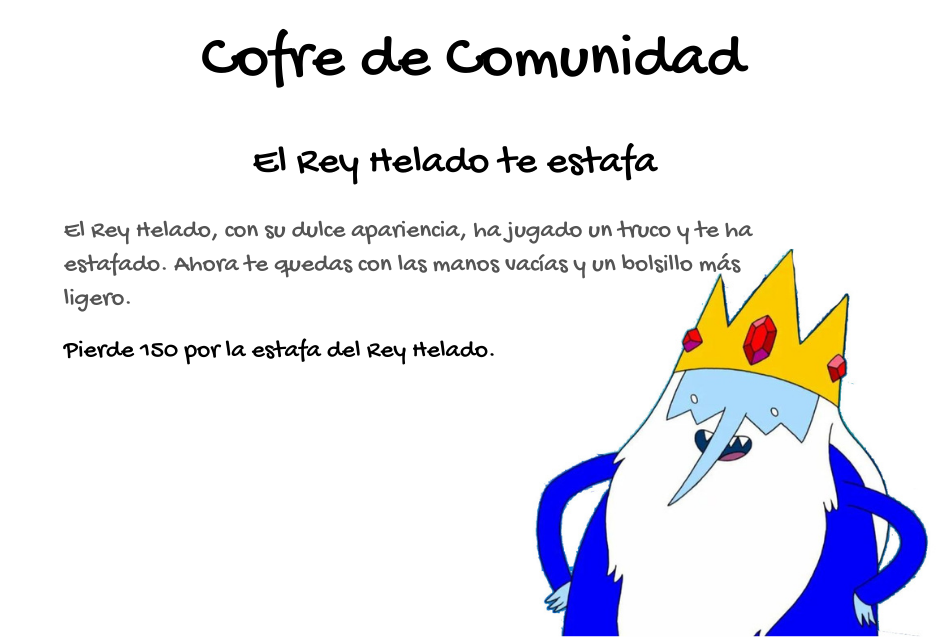 Cofre de Comunidad
El Rey Helado te estafa
El Rey Helado, con su dulce apariencia, ha jugado un truco y te ha
estafado. Ahora te quedas con las manos vacías y un bolsillo más
ligero.
Pierde 150 por la estafa del Rey Helado.